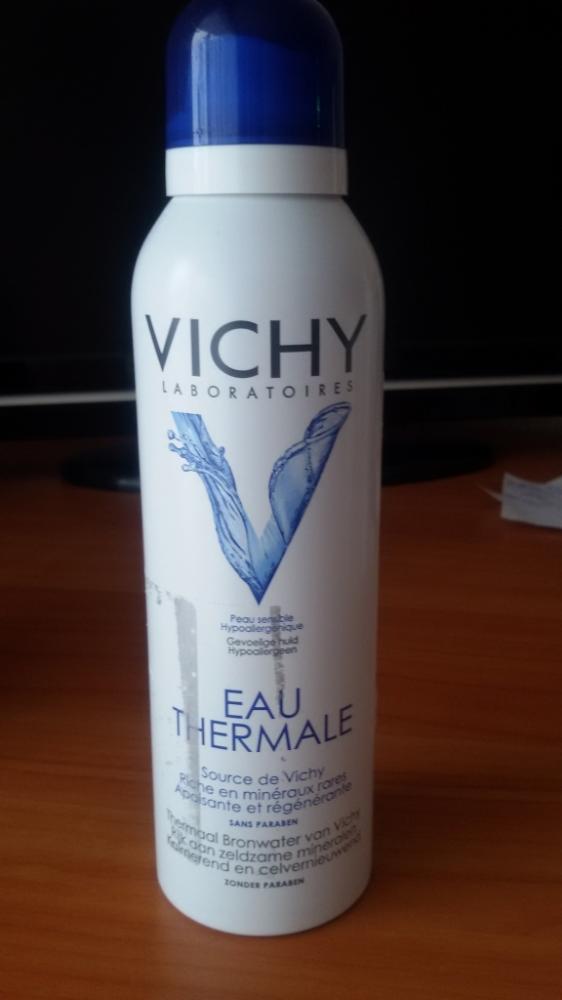 VICHY
LABORATOIRES
Peau sensible
Hypoallergénique
Gevoelige huid
Hypoallergeen
EAU
THERMALE
Source de Vichy
Riche en minéraux rares
Apaisante et régénérante
SANS PARABEN
Thermaal Bronwater van Vichy
Rijk aan zeldzame mineralen
Kalmerend en celvernieuwend
ZONDER PARABEN